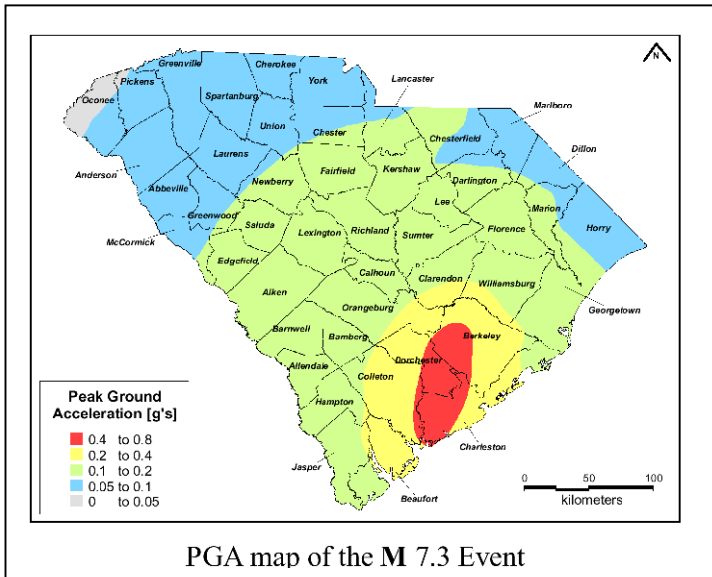 Greenville
Cherokee
Pickens
York
Lancaster
Oconee
Spartanburg
Marlboro
Union
Chester
Chesterfield
Dillon
Laurens
Anderson
Fairfield
Kershaw
Newberry
Darlington
Abbeville
Lee
Marion
Greenwood
Horry
McCormick
Saluda
Lexington
Richland
Sumter
Florence
Edgefield
Calhoun
Clarendon
Williamsburg
Aiken
Orangeburg
Georgetown
Barnwell
Bamberg
Berkeley
Dorchester
Allendale
Colleton
Hampton
Charleston
Jasper
Beaufort
Peak Ground
Acceleration [g's]
0.4 to 0.8
0.2 to 0.4
0.1 to 0.2
0.05 to 0.1
0 to 0.05
N
0 50 100
kilometers
PGA map of the M 7.3 Event